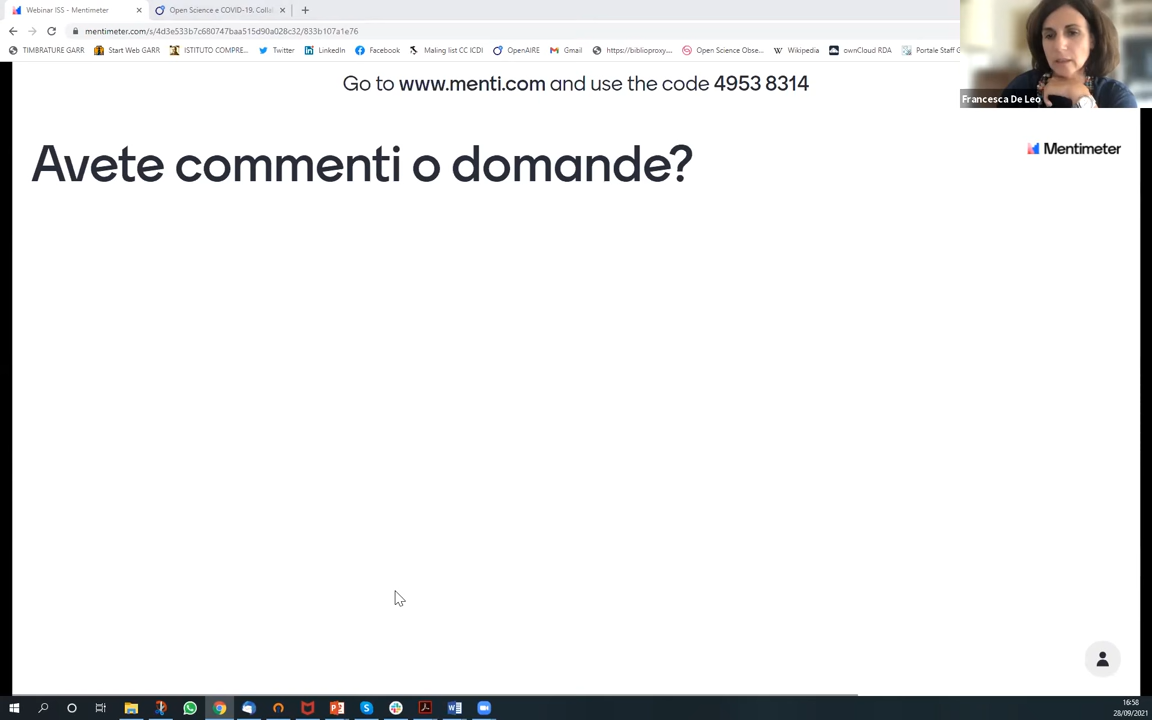 Webinar ISS - Mentimeter
Open Science e COVID-19, Colla
mentimeter.com/s/4d3e533b7c680747baa515d90a028c32/833b107a1e76
TIMBRATURE GARR Start Web GARR ISTITUTO COMPRE... Twitter LinkedIn Facebook Maling list CC ICDI OpenAIRE Gmail https://biblioproxy.... Open Science Obse... Wikipedia ownCloud RDA Portale Staff G
Francesca De Leo
Go to www.menti.com and use the code 4953 8314
Mentimeter
Avete commenti o domande?
16:58
28/09/2021